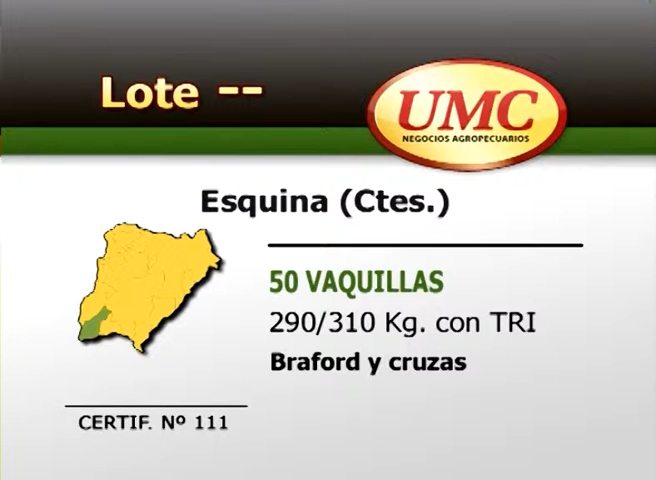 Lote --
UMC
NEGOCIOS AGROPECUARIOS
Esquina (Ctes.)
50 VAQUILLAS
290/310 Kg. con TRI
Braford y cruzas
CERTIF. Nº 111